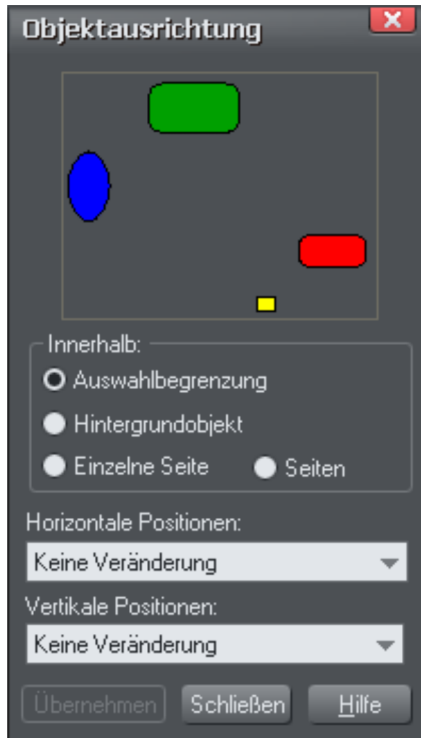 Objektausrichtung
Innerhalb:
Auswahlbegrenzung
Hintergrundobjekt
Einzelne Seite Seiten
Horizontale Positionen:
Keine Veränderung
Vertikale Positionen:
Keine Veränderung
Übernehmen Schließen Hilfe